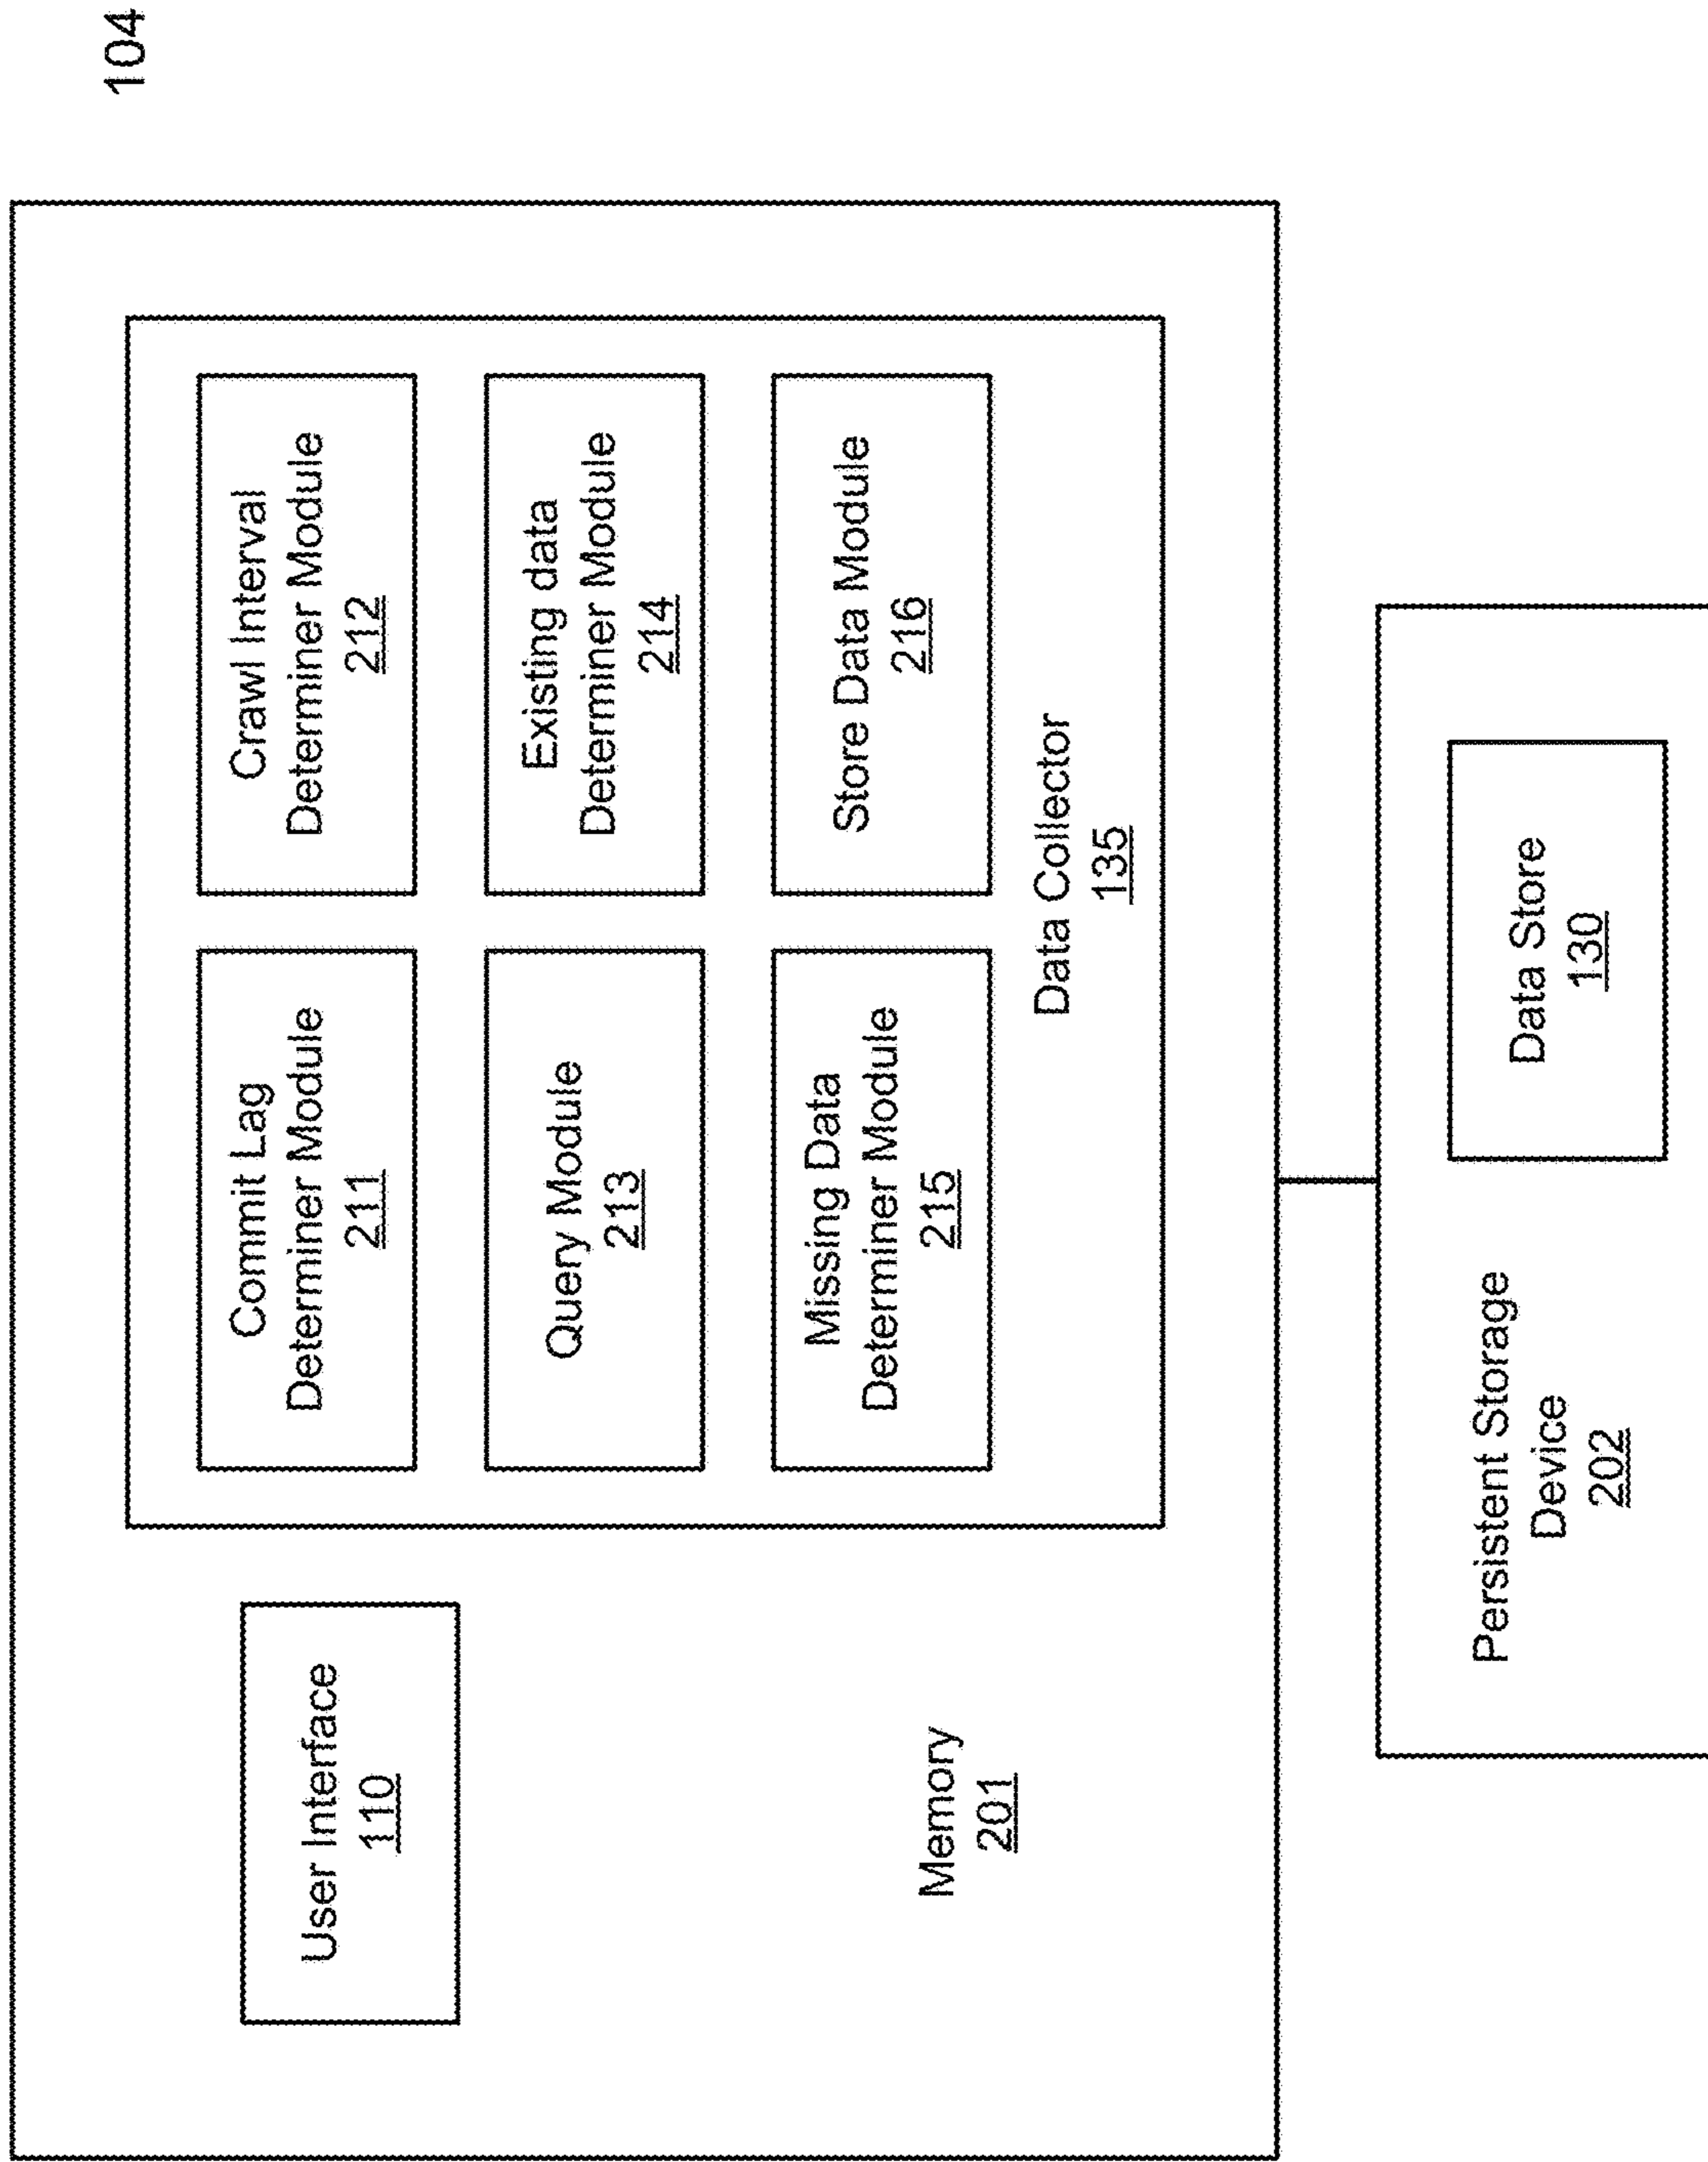 104
User Interface
110
Commit Lag
Determiner Module
211
Crawl Interval
Determiner Module
212
Query Module
213
Existing data
Determiner Module
214
Missing Data
Determiner Module
215
Store Data Module
216
Data Collector
135
Memory
201
Persistent Storage
Device
202
Data Store
130